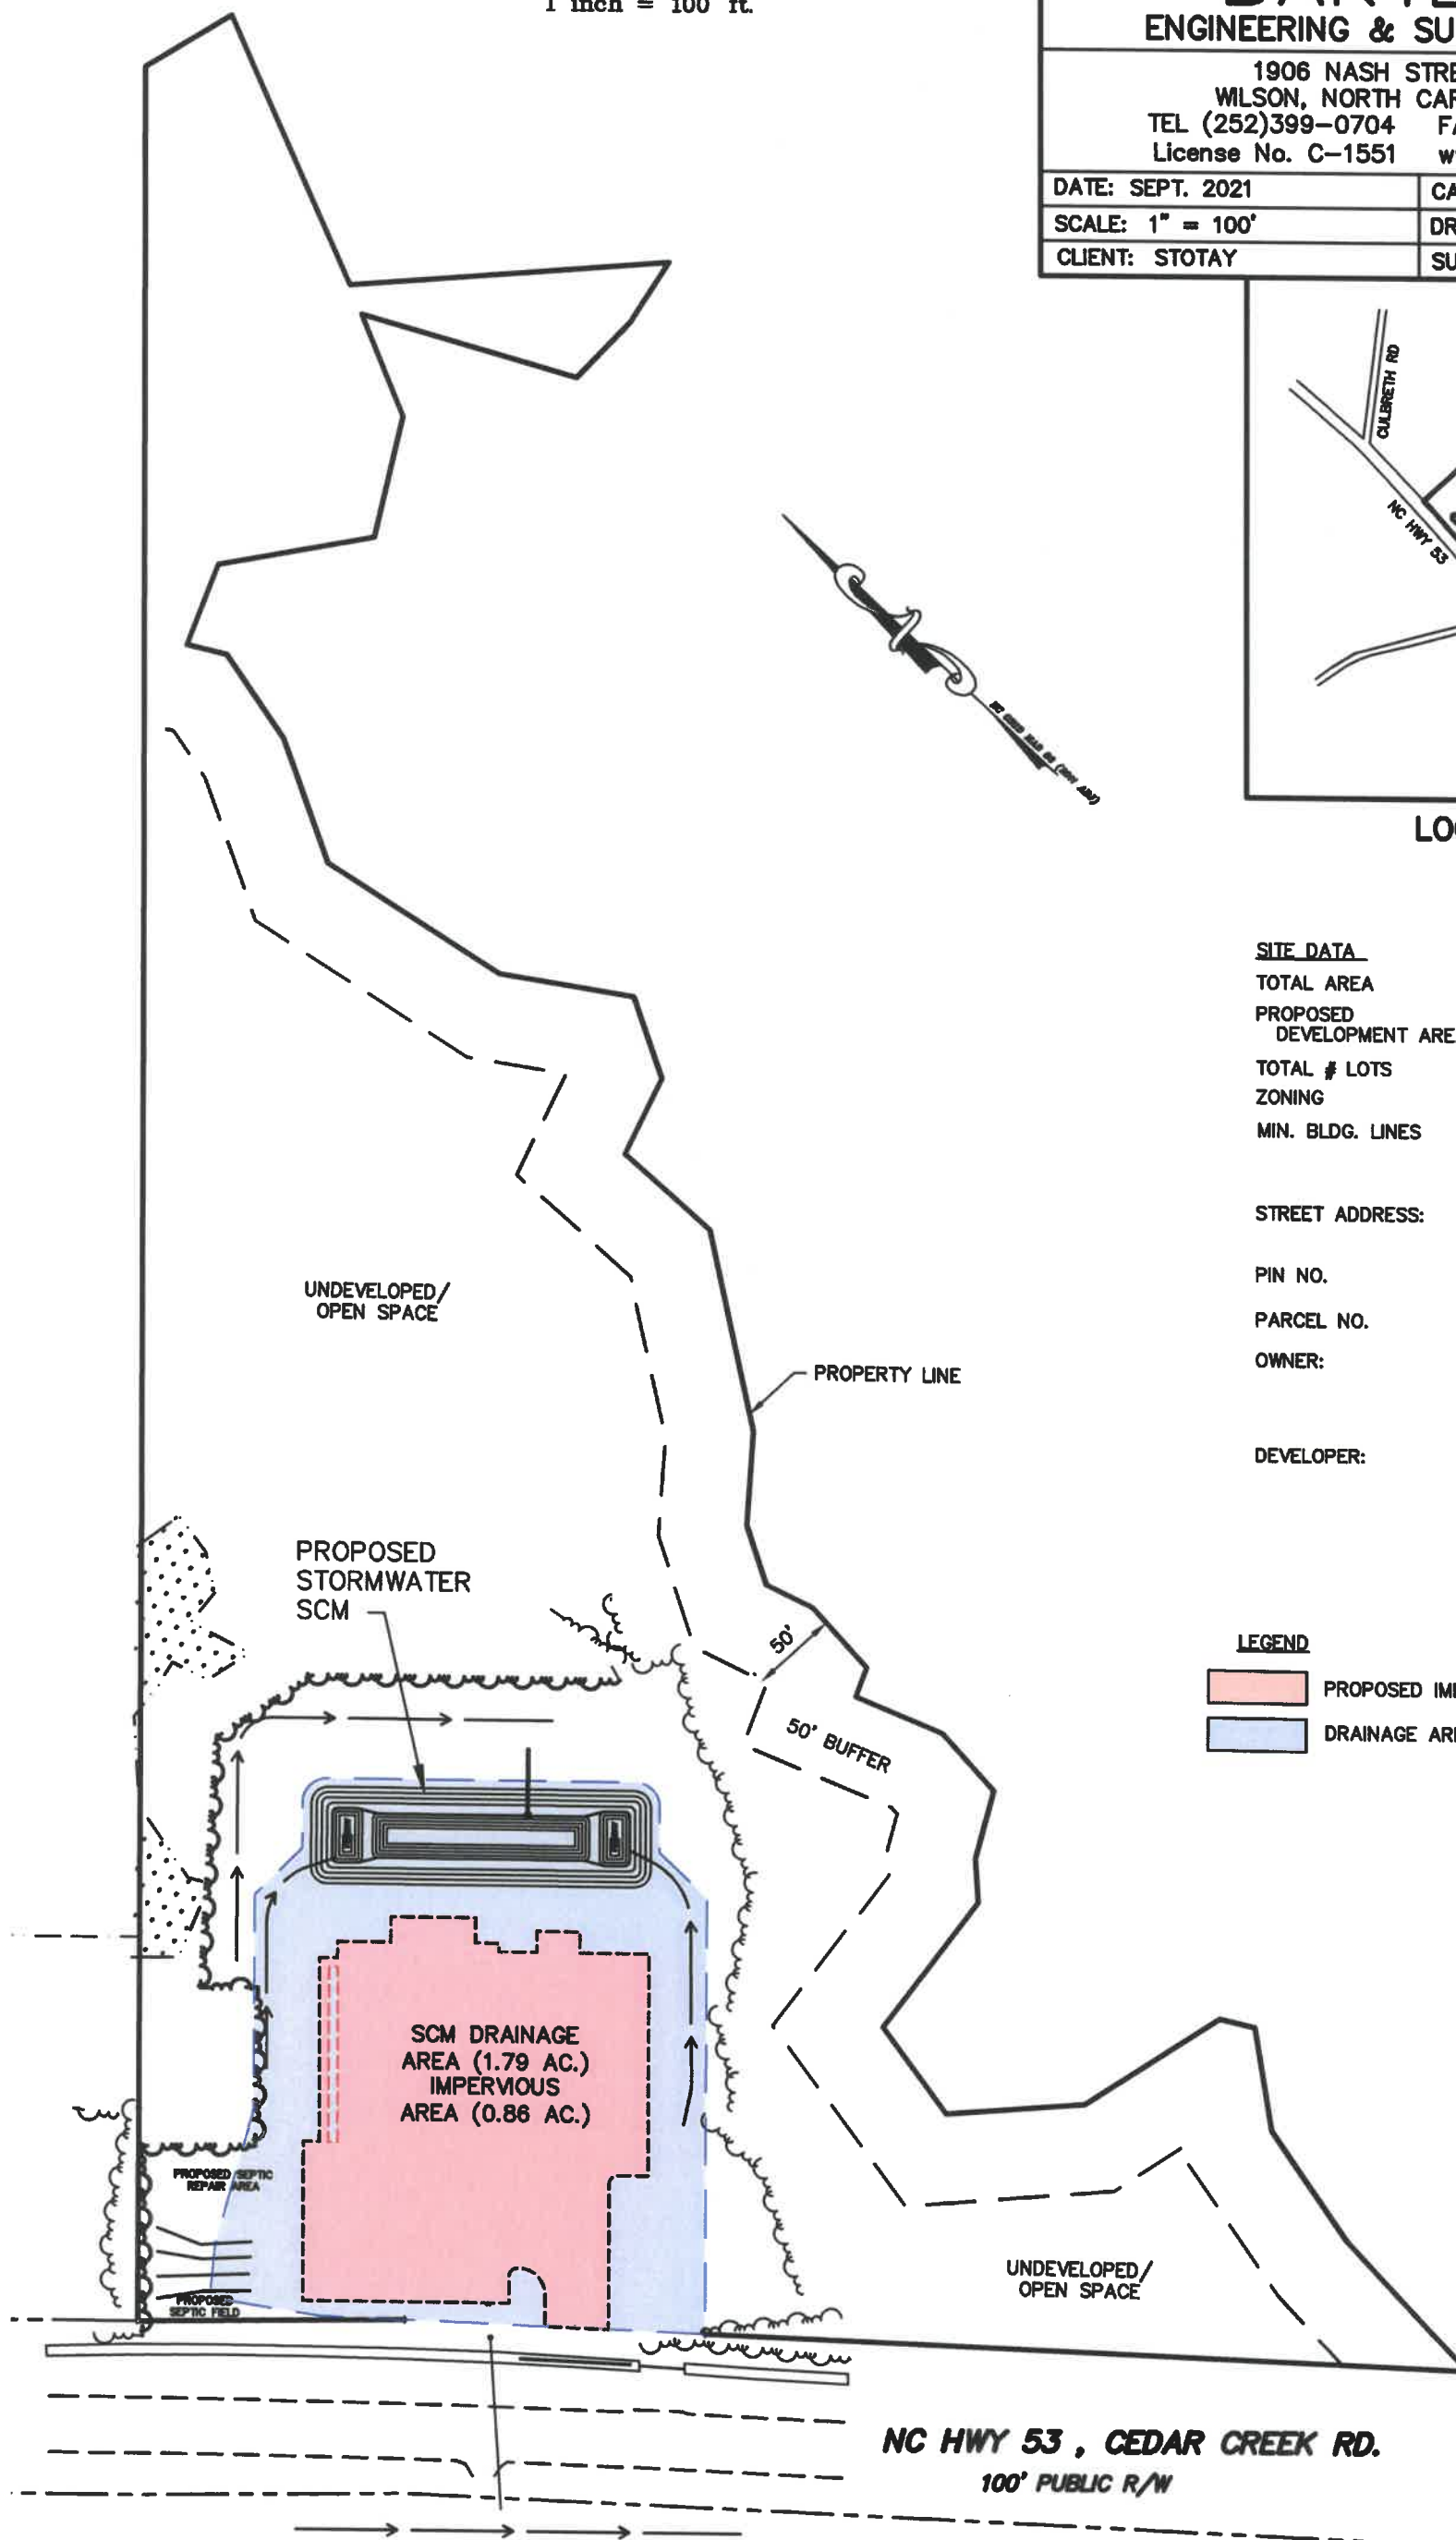 1 inch = 100 ft.
ENGINEERING & SU
1906 NASH STRE
WILSON, NORTH CAR
TEL (252)399-0704 FA
License No. C-1551 w
DATE: SEPT. 2021
CA
SCALE: 1" = 100'
DR
CLIENT: STOTAY
SU
CULBRETH RD
NC HWY 53
LO
SITE DATA
TOTAL AREA
PROPOSED
DEVELOPMENT ARE
TOTAL # LOTS
ZONING
MIN. BLDG. LINES
STREET ADDRESS:
PIN NO.
PARCEL NO.
OWNER:
DEVELOPER:
UNDEVELOPED/
OPEN SPACE
PROPERTY LINE
PROPOSED
STORMWATER
SCM
50'
50' BUFFER
LEGEND
PROPOSED IM
DRAINAGE AR
SCM DRAINAGE
AREA (1.79 AC.)
IMPERVIOUS
AREA (0.86 AC.)
PROPOSED SEPTIC
REPAIR AREA
PROPOSED
SEPTIC FIELD
UNDEVELOPED/
OPEN SPACE
NC HWY 53 , CEDAR CREEK RD.
100' PUBLIC R/W